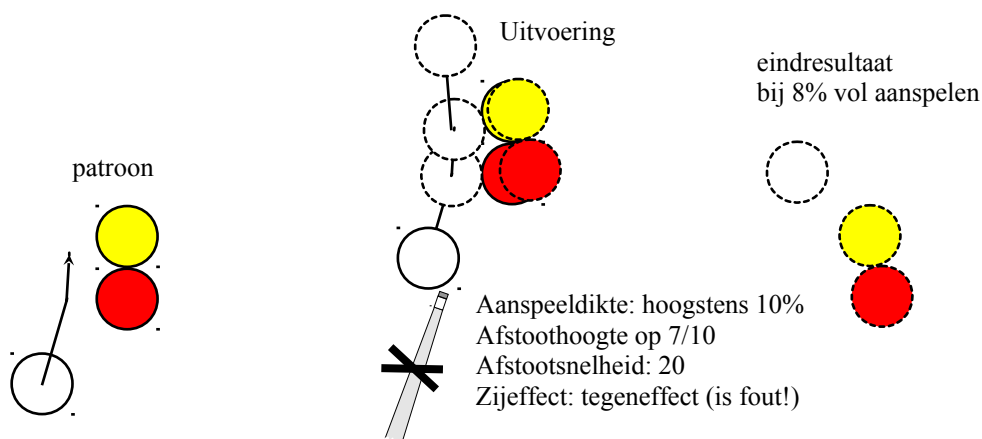 patroon
Uitvoering
Aanspeeldikte: hoogstens 10%
Afstoothoogte op 7/10
Afstootsnelheid: 20
Zijeffect: tegeneffect (is fout!)
eindresultaat
bij 8% vol aanspelen